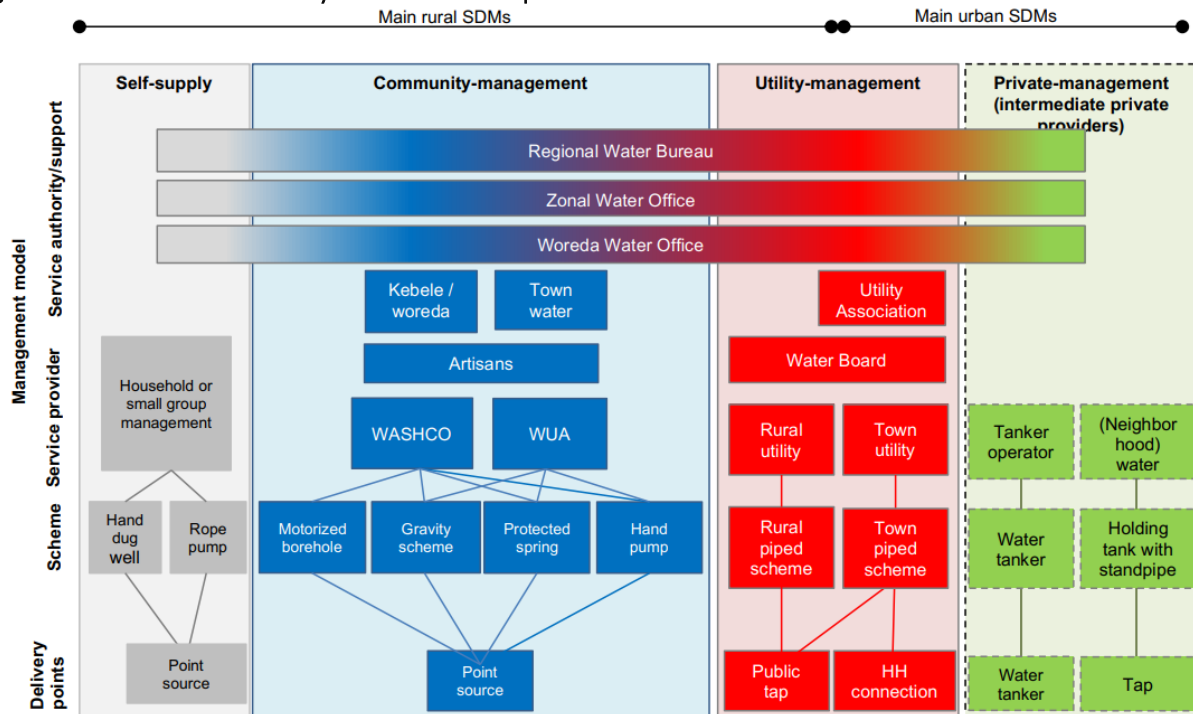 Main rural SDMs
Main urban SDMs
Self-supply
Community-management
Utility-management
Private-management
(intermediate private
providers)
Management model
Service authority/support
Regional Water Bureau
Zonal Water Office
Woreda Water Office
Kebele /
woreda
Town
water
Utility
Association
Service provider
Household or
small group
management
Artisans
Water Board
WASHCO
WUA
Rural
utility
Town
utility
Tanker
operator
(Neighbor
hood)
water
Scheme
Hand
dug
well
Rope
pump
Motorized
borehole
Gravity
scheme
Protected
spring
Hand
pump
Rural
piped
scheme
Town
piped
scheme
Water
tanker
Holding
tank with
standpipe
Delivery
points
Point
source
Point
source
Public
tap
HH
connection
Water
tanker
Tap